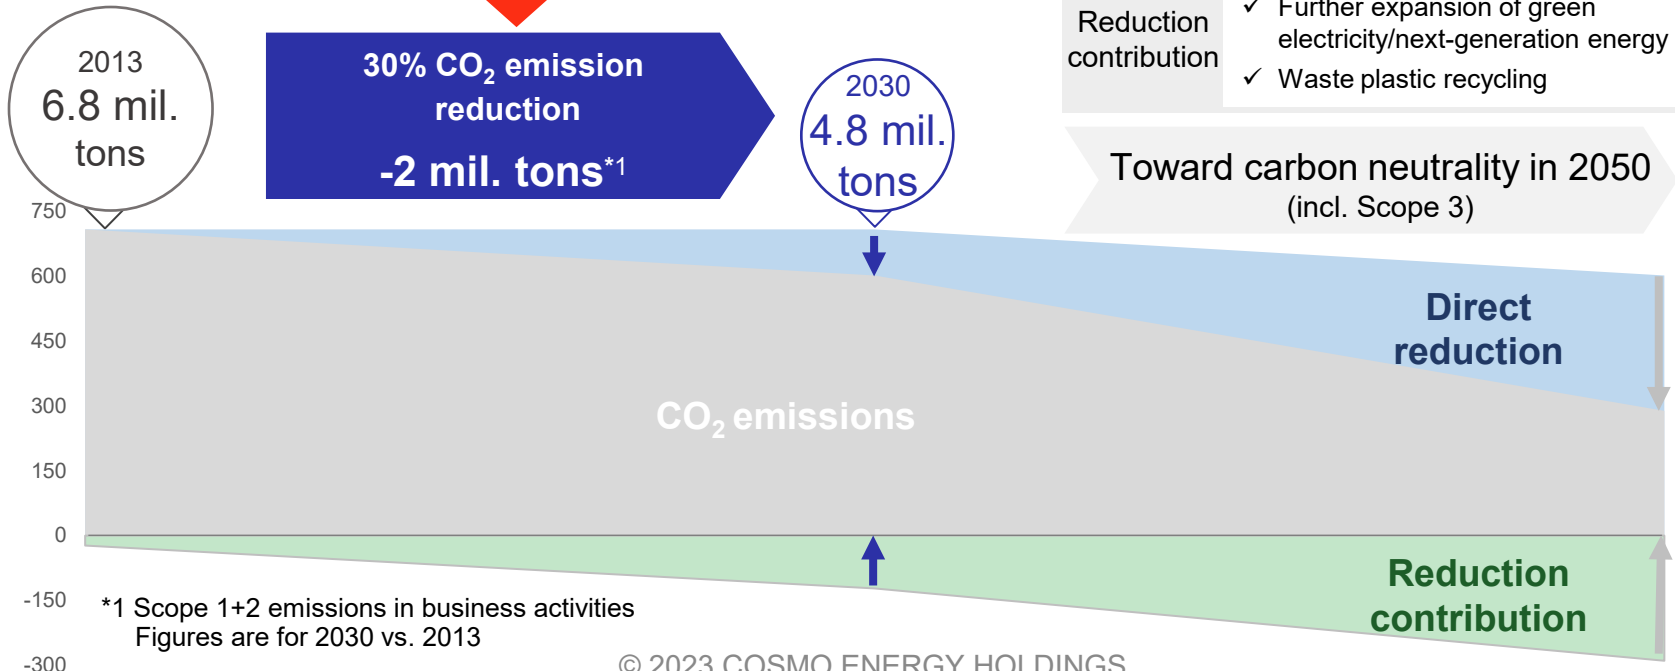 2013
6.8 mil.
tons
30% CO₂ emission
reduction
-2 mil. tons*1
2030
4.8 mil.
tons
Reduction
contribution
✓ Further expansion of green
electricity/next-generation energy
✓ Waste plastic recycling
Toward carbon neutrality in 2050
(incl. Scope 3)
750
600
450
300
150
0
-150
-300
Direct
reduction
CO₂ emissions
Reduction
contribution
*1 Scope 1+2 emissions in business activities
Figures are for 2030 vs. 2013
© 2023 COSMO ENERGY HOLDINGS